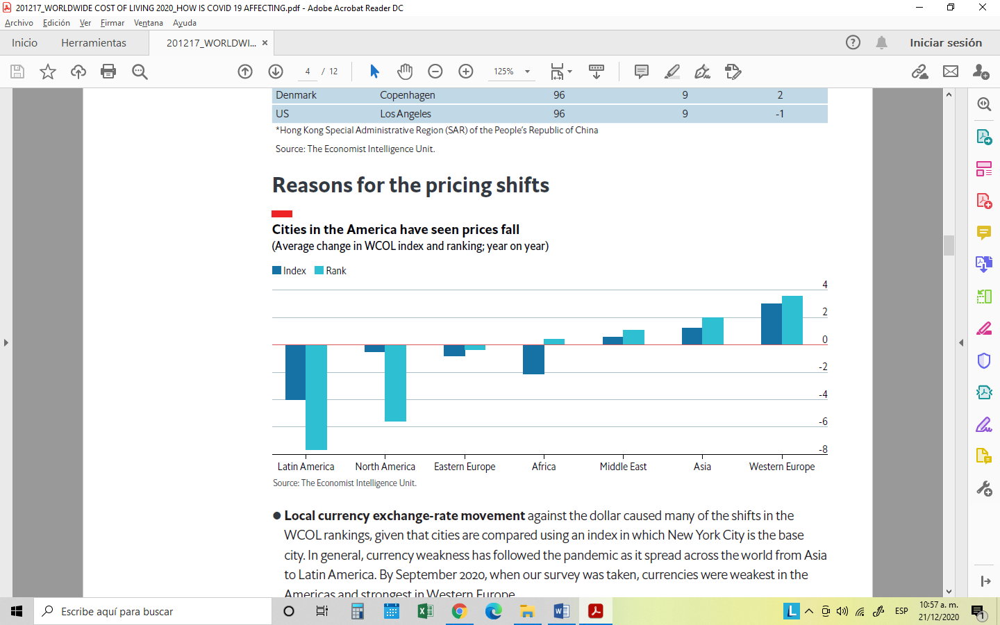 201217_WORLDWIDE COST OF LIVING 2020_HOW IS COVID 19 AFFECTING.pdf - Adobe Acrobat Reader DC
Archivo Edición Ver Firmar Ventana Ayuda
Inicio Herramientas 201217_WORLDWI... × Iniciar sesión
4 / 12 125%
Denmark Copenhagen 96 9 2
US Los Angeles 96 9 -1
*Hong Kong Special Administrative Region (SAR) of the People's Republic of China
Source: The Economist Intelligence Unit.
Reasons for the pricing shifts
Cities in the America have seen prices fall
(Average change in WCOL index and ranking; year on year)
Index Rank
4
2
0
-2
-4
-6
-8
Latin America North America Eastern Europe Africa Middle East Asia Western Europe
Source: The Economist Intelligence Unit.
● Local currency exchange-rate movement against the dollar caused many of the shifts in the
WCOL rankings, given that cities are compared using an index in which New York City is the base
city. In general, currency weakness has followed the pandemic as it spread across the world from Asia
to Latin America. By September 2020, when our survey was taken, currencies were weakest in the
Americas and strongest in Western Europe.
Escribe aquí para buscar
L ESP 10:57 a. m.
21/12/2020
1